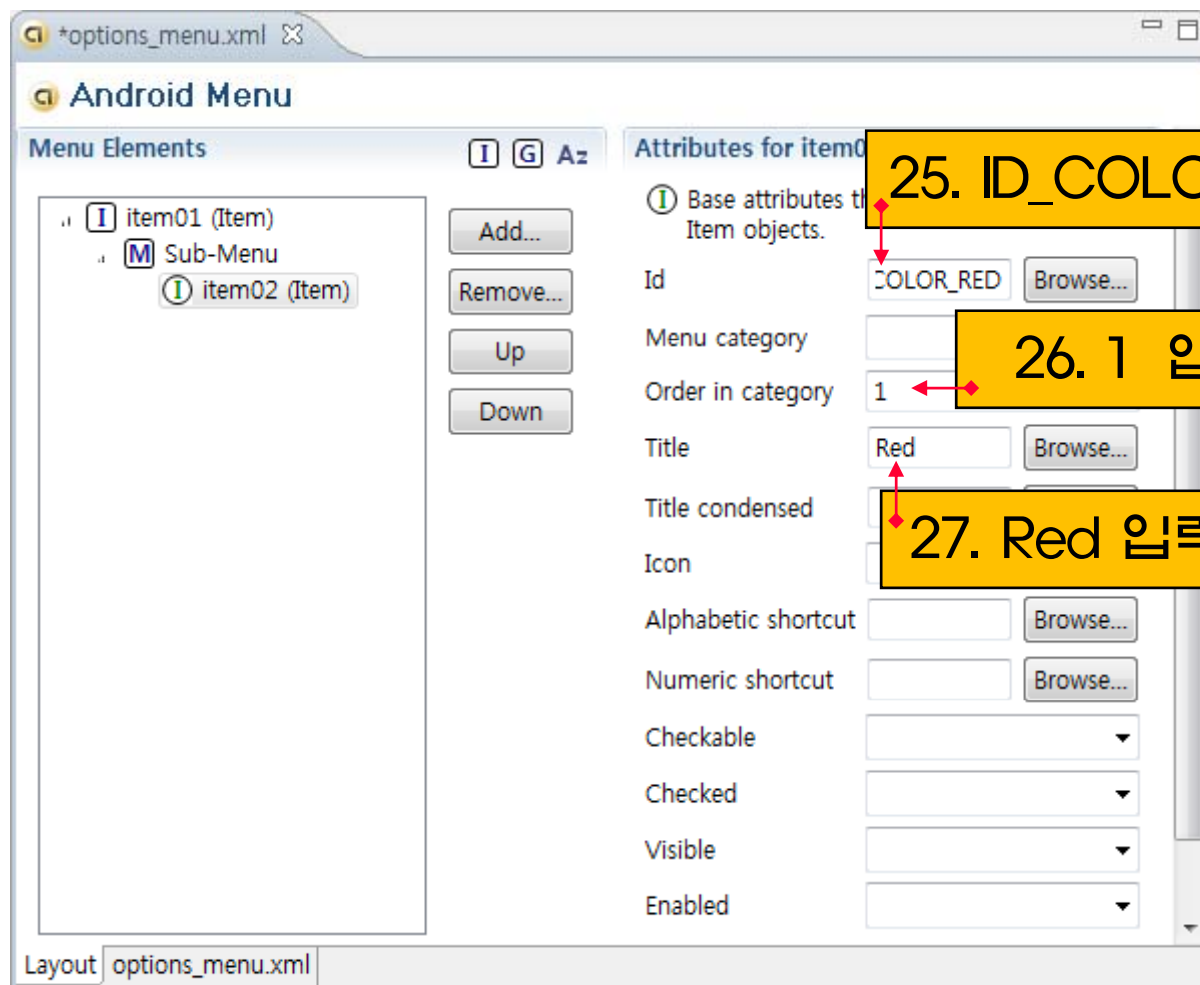 *options_menu.xml
Android Menu
Menu Elements
I G Az
I item01 (Item)
M Sub-Menu
I item02 (Item)
Add...
Remove...
Up
Down
Attributes for item0
I Base attributes th
Item objects.
25. ID_COLO
Id COLOR_RED Browse...
Menu category
26. 1
Order in category 1
Title Red Browse...
Title condensed
27. Red 입력
Icon
Alphabetic shortcut Browse...
Numeric shortcut Browse...
Checkable
Checked
Visible
Enabled
Layout options_menu.xml